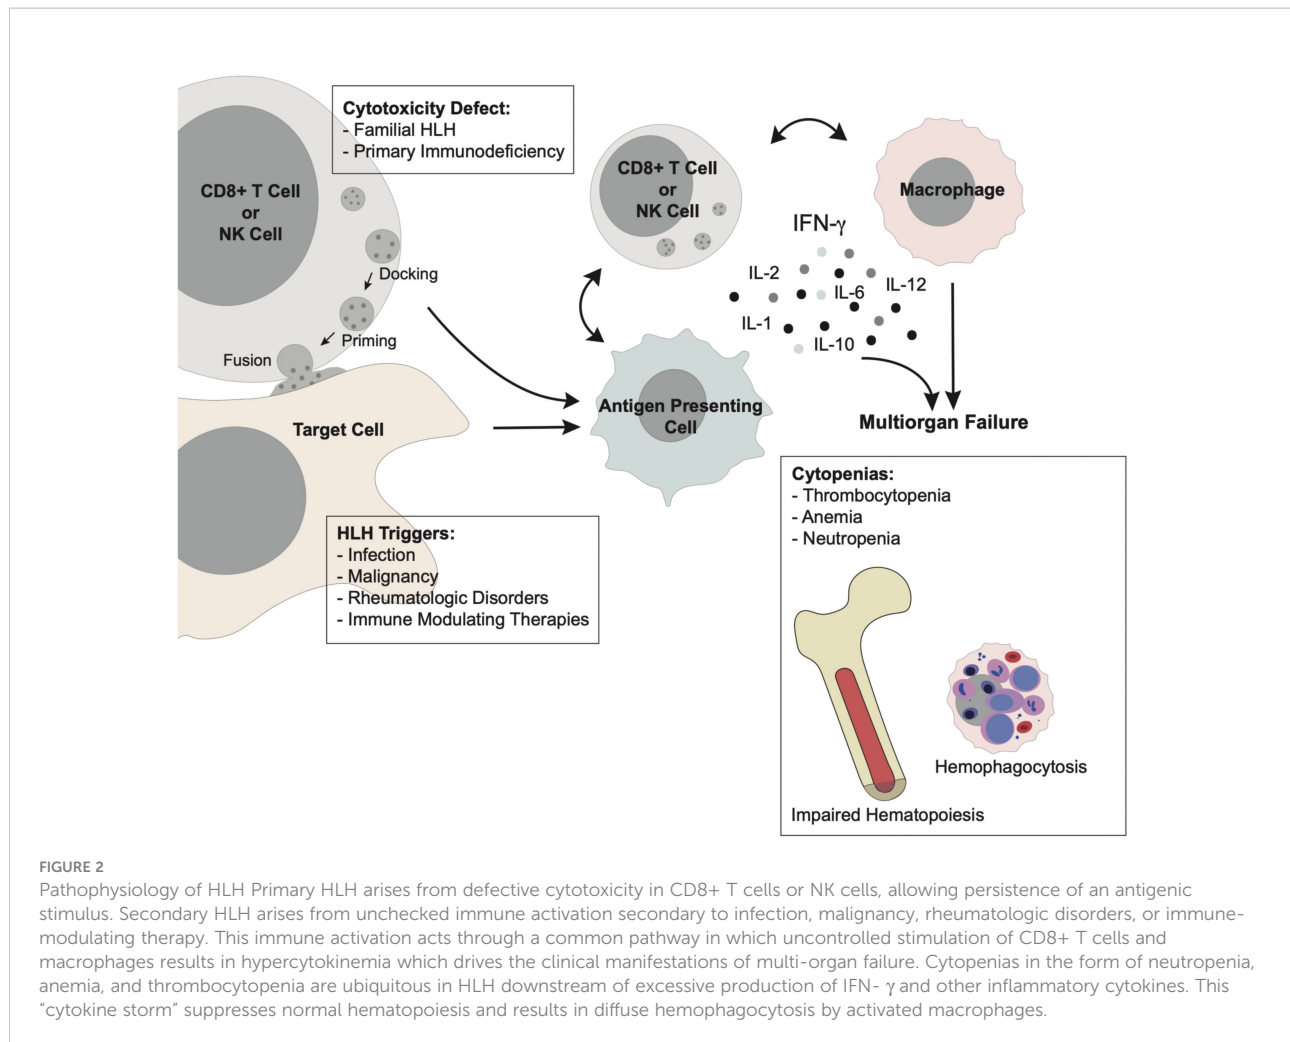 Cytotoxicity Defect:
- Familial HLH
- Primary Immunodeficiency
CD8+ T Cell
or
NK Cell
Docking
Priming
Fusion
Target Cell
HLH Triggers:
- Infection
- Malignancy
- Rheumatologic Disorders
- Immune Modulating Therapies
CD8+ T Cell
or
NK Cell
Macrophage
IFN-γ
IL-2
IL-6
IL-12
IL-1
IL-10
Antigen Presenting
Cell
Multiorgan Failure
Cytopenias:
- Thrombocytopenia
- Anemia
- Neutropenia
Hemophagocytosis
Impaired Hematopoiesis
FIGURE 2
Pathophysiology of HLH Primary HLH arises from defective cytotoxicity in CD8+ T cells or NK cells, allowing persistence of an antigenic
stimulus. Secondary HLH arises from unchecked immune activation secondary to infection, malignancy, rheumatologic disorders, or immune-
modulating therapy. This immune activation acts through a common pathway in which uncontrolled stimulation of CD8+ T cells and
macrophages results in hypercytokinemia which drives the clinical manifestations of multi-organ failure. Cytopenias in the form of neutropenia,
anemia, and thrombocytopenia are ubiquitous in HLH downstream of excessive production of IFN- γ and other inflammatory cytokines. This
“cytokine storm” suppresses normal hematopoiesis and results in diffuse hemophagocytosis by activated macrophages.